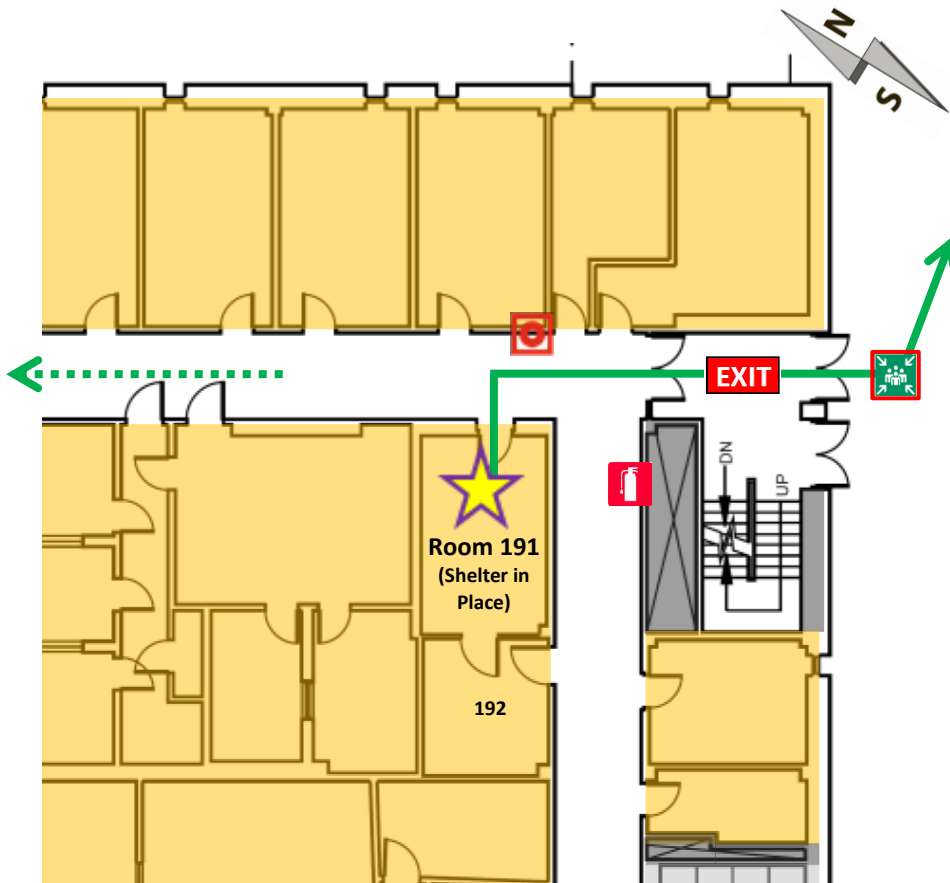 N
S
EXIT
DN
UP
Room 191
(Shelter in
Place)
192